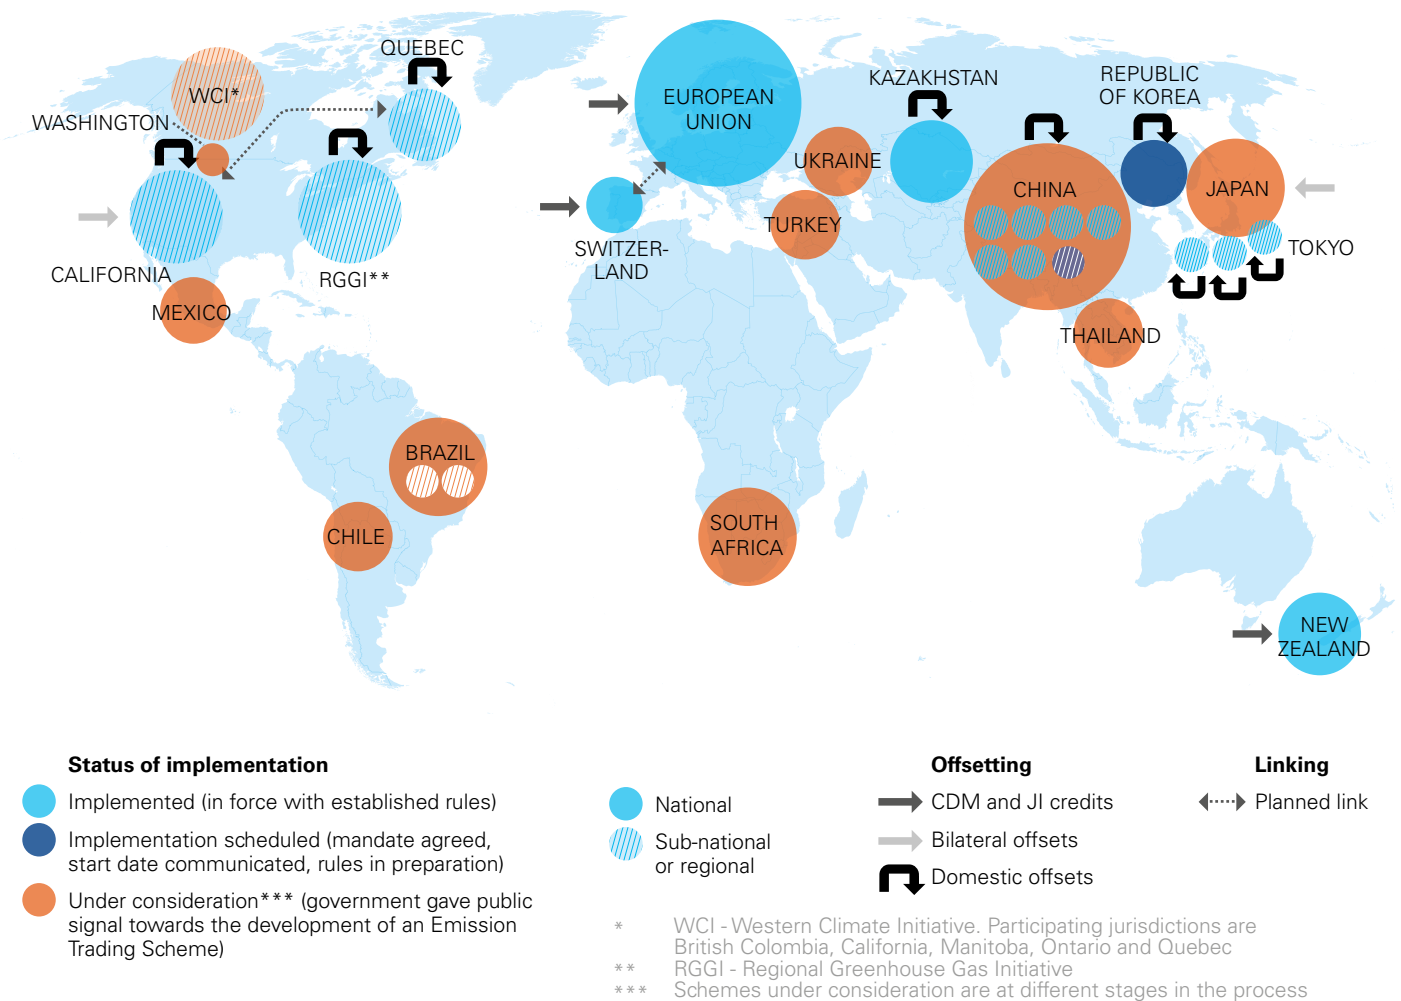 QUEBEC
WCI*
WASHINGTON
CALIFORNIA
RGGI**
MEXICO
EUROPEAN
UNION
SWITZER-
LAND
UKRAINE
TURKEY
KAZAKHSTAN
REPUBLIC
OF KOREA
CHINA
JAPAN
TOKYO
THAILAND
BRAZIL
CHILE
SOUTH
AFRICA
NEW
ZEALAND
Status of implementation
Implemented (in force with established rules)
Implementation scheduled (mandate agreed,
start date communicated, rules in preparation)
Under consideration*** (government gave public
signal towards the development of an Emission
Trading Scheme)
National
Sub-national
or regional
Offsetting
CDM and JI credits
Bilateral offsets
Domestic offsets
Linking
Planned link
* WCI - Western Climate Initiative. Participating jurisdictions are
British Colombia, California, Manitoba, Ontario and Quebec
** RGGI - Regional Greenhouse Gas Initiative
*** Schemes under consideration are at different stages in the process